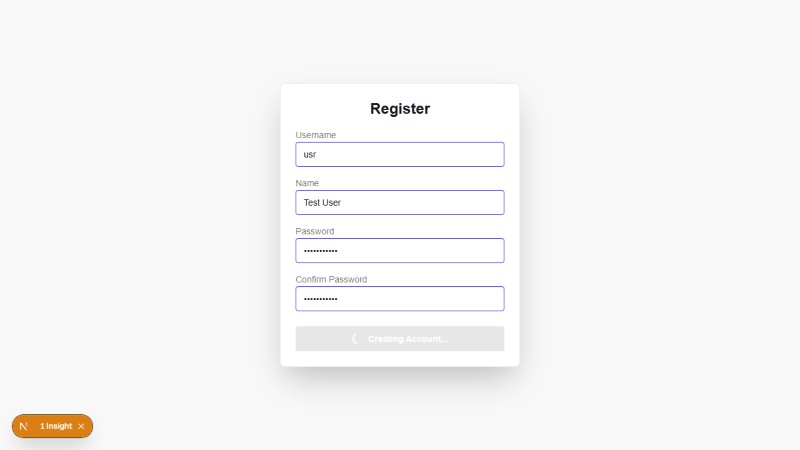 Register
Username
usr
Name
Test User
Password
•••••••••••
Confirm Password
•••••••••••
Creating Account...
N 1 Insight ×